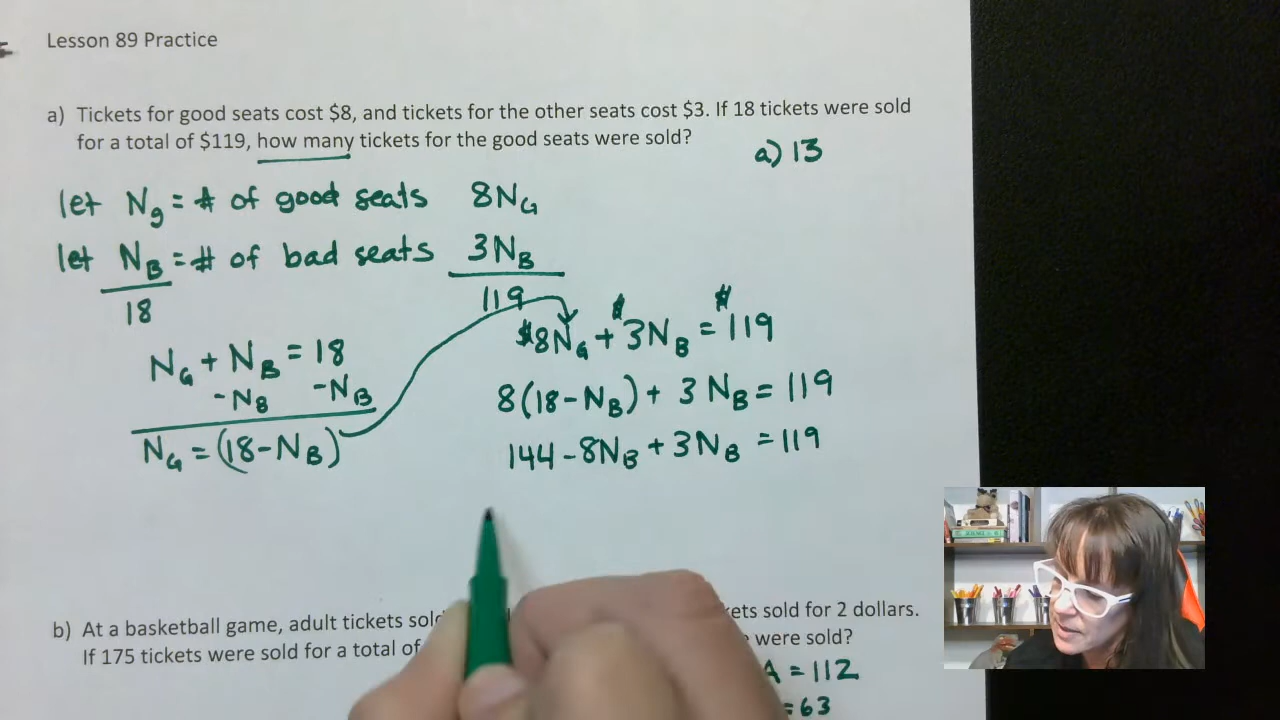 Lesson 89 Practice
a) Tickets for good seats cost $8, and tickets for the other seats cost $3. If 18 tickets were sold
for a total of $119, how many tickets for the good seats were sold?
a) 13
let Ng = # of good seats 8NG
let NB = # of bad seats 3NB
18 119
$8NG + $3NB = $119
NG + NB = 18
-NB -NB
8(18-NB) + 3NB = 119
NG = (18-NB)
144-8NB + 3NB = 119
b) At a basketball game, adult tickets sold for 2 dollars.
If 175 tickets were sold for a total of were sold?
A = 112
= 63